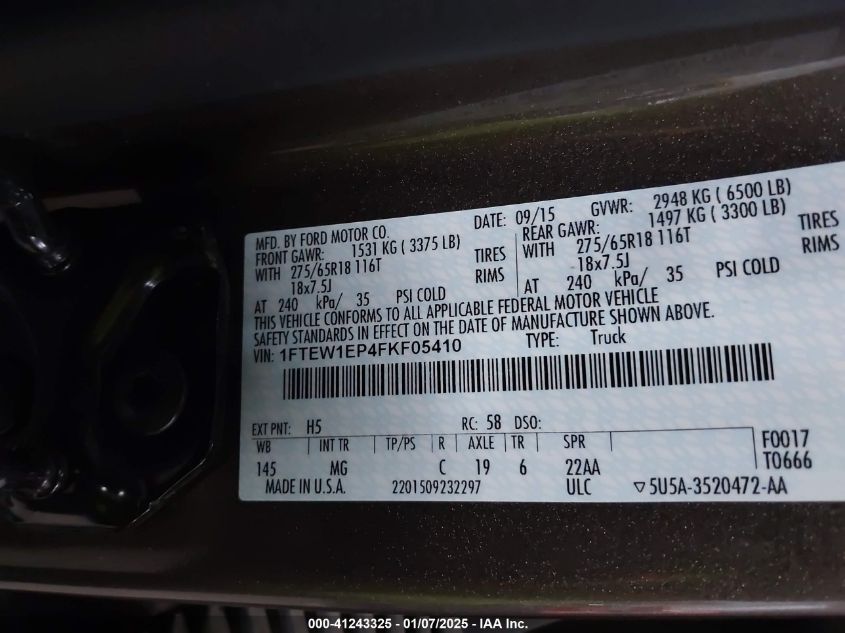 MFD. BY FORD MOTOR CO. DATE: 09/15 GVWR: 2948 KG ( 6500 LB)
FRONT GAWR: 1531 KG ( 3375 LB) REAR GAWR: 1497 KG ( 3300 LB)
WITH 275/65R18 116T TIRES WITH 275/65R18 116T TIRES
18x7.5J RIMS 18x7.5J RIMS
AT 240 kPa/ 35 PSI COLD AT 240 kPa/ 35 PSI COLD
THIS VEHICLE CONFORMS TO ALL APPLICABLE FEDERAL MOTOR VEHICLE
SAFETY STANDARDS IN EFFECT ON THE DATE OF MANUFACTURE SHOWN ABOVE.
VIN: 1FTEW1EP4FKF05410 TYPE: Truck
EXT PNT: H5 RC: 58 DSO:
WB INT TR TP/PS R AXLE TR SPR F0017
145 MG C 19 6 22AA T0666
MADE IN U.S.A. 2201509232297 ULC ▽5U5A-3520472-AA
000-41243325 - 01/07/2025 - IAA Inc.